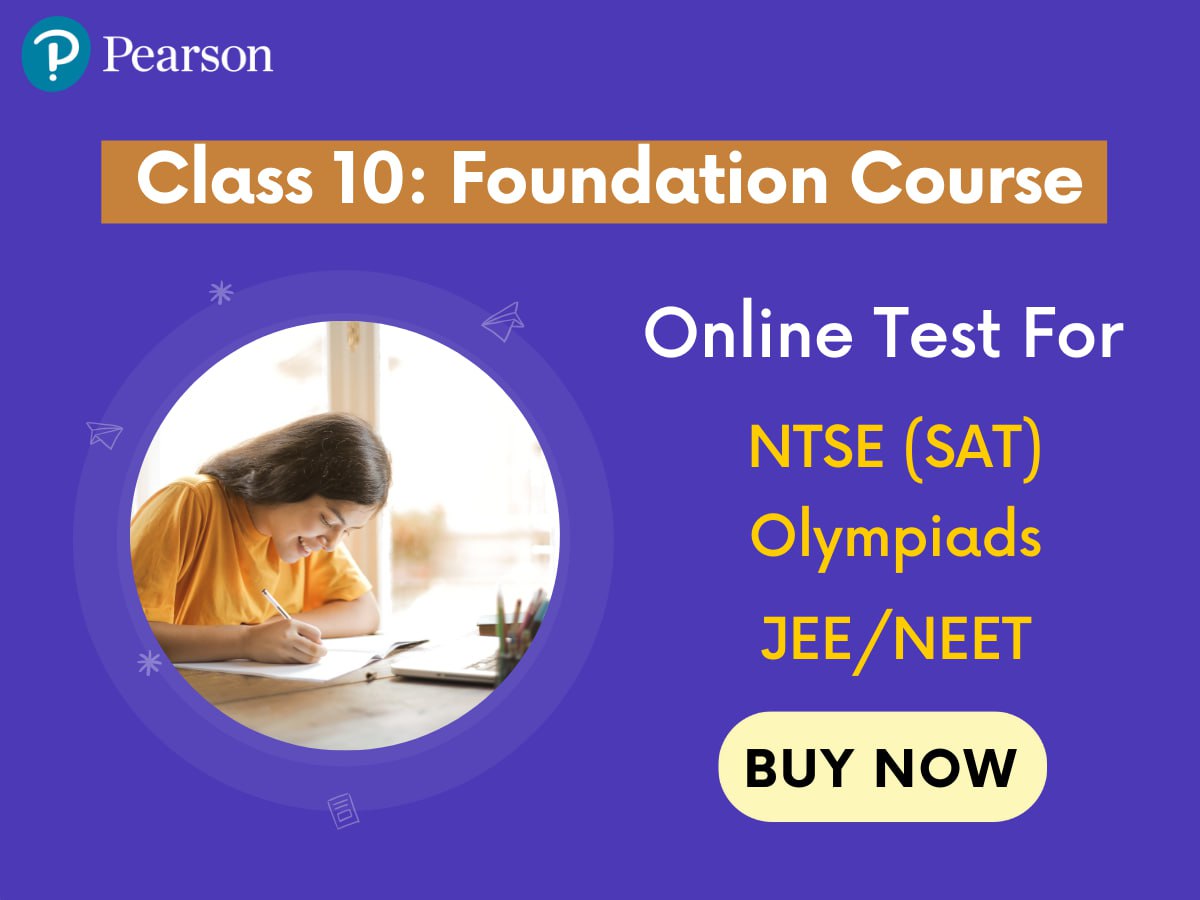 Pearson
Class 10: Foundation Course
Online Test For
NTSE (SAT)
Olympiads
JEE/NEET
BUY NOW